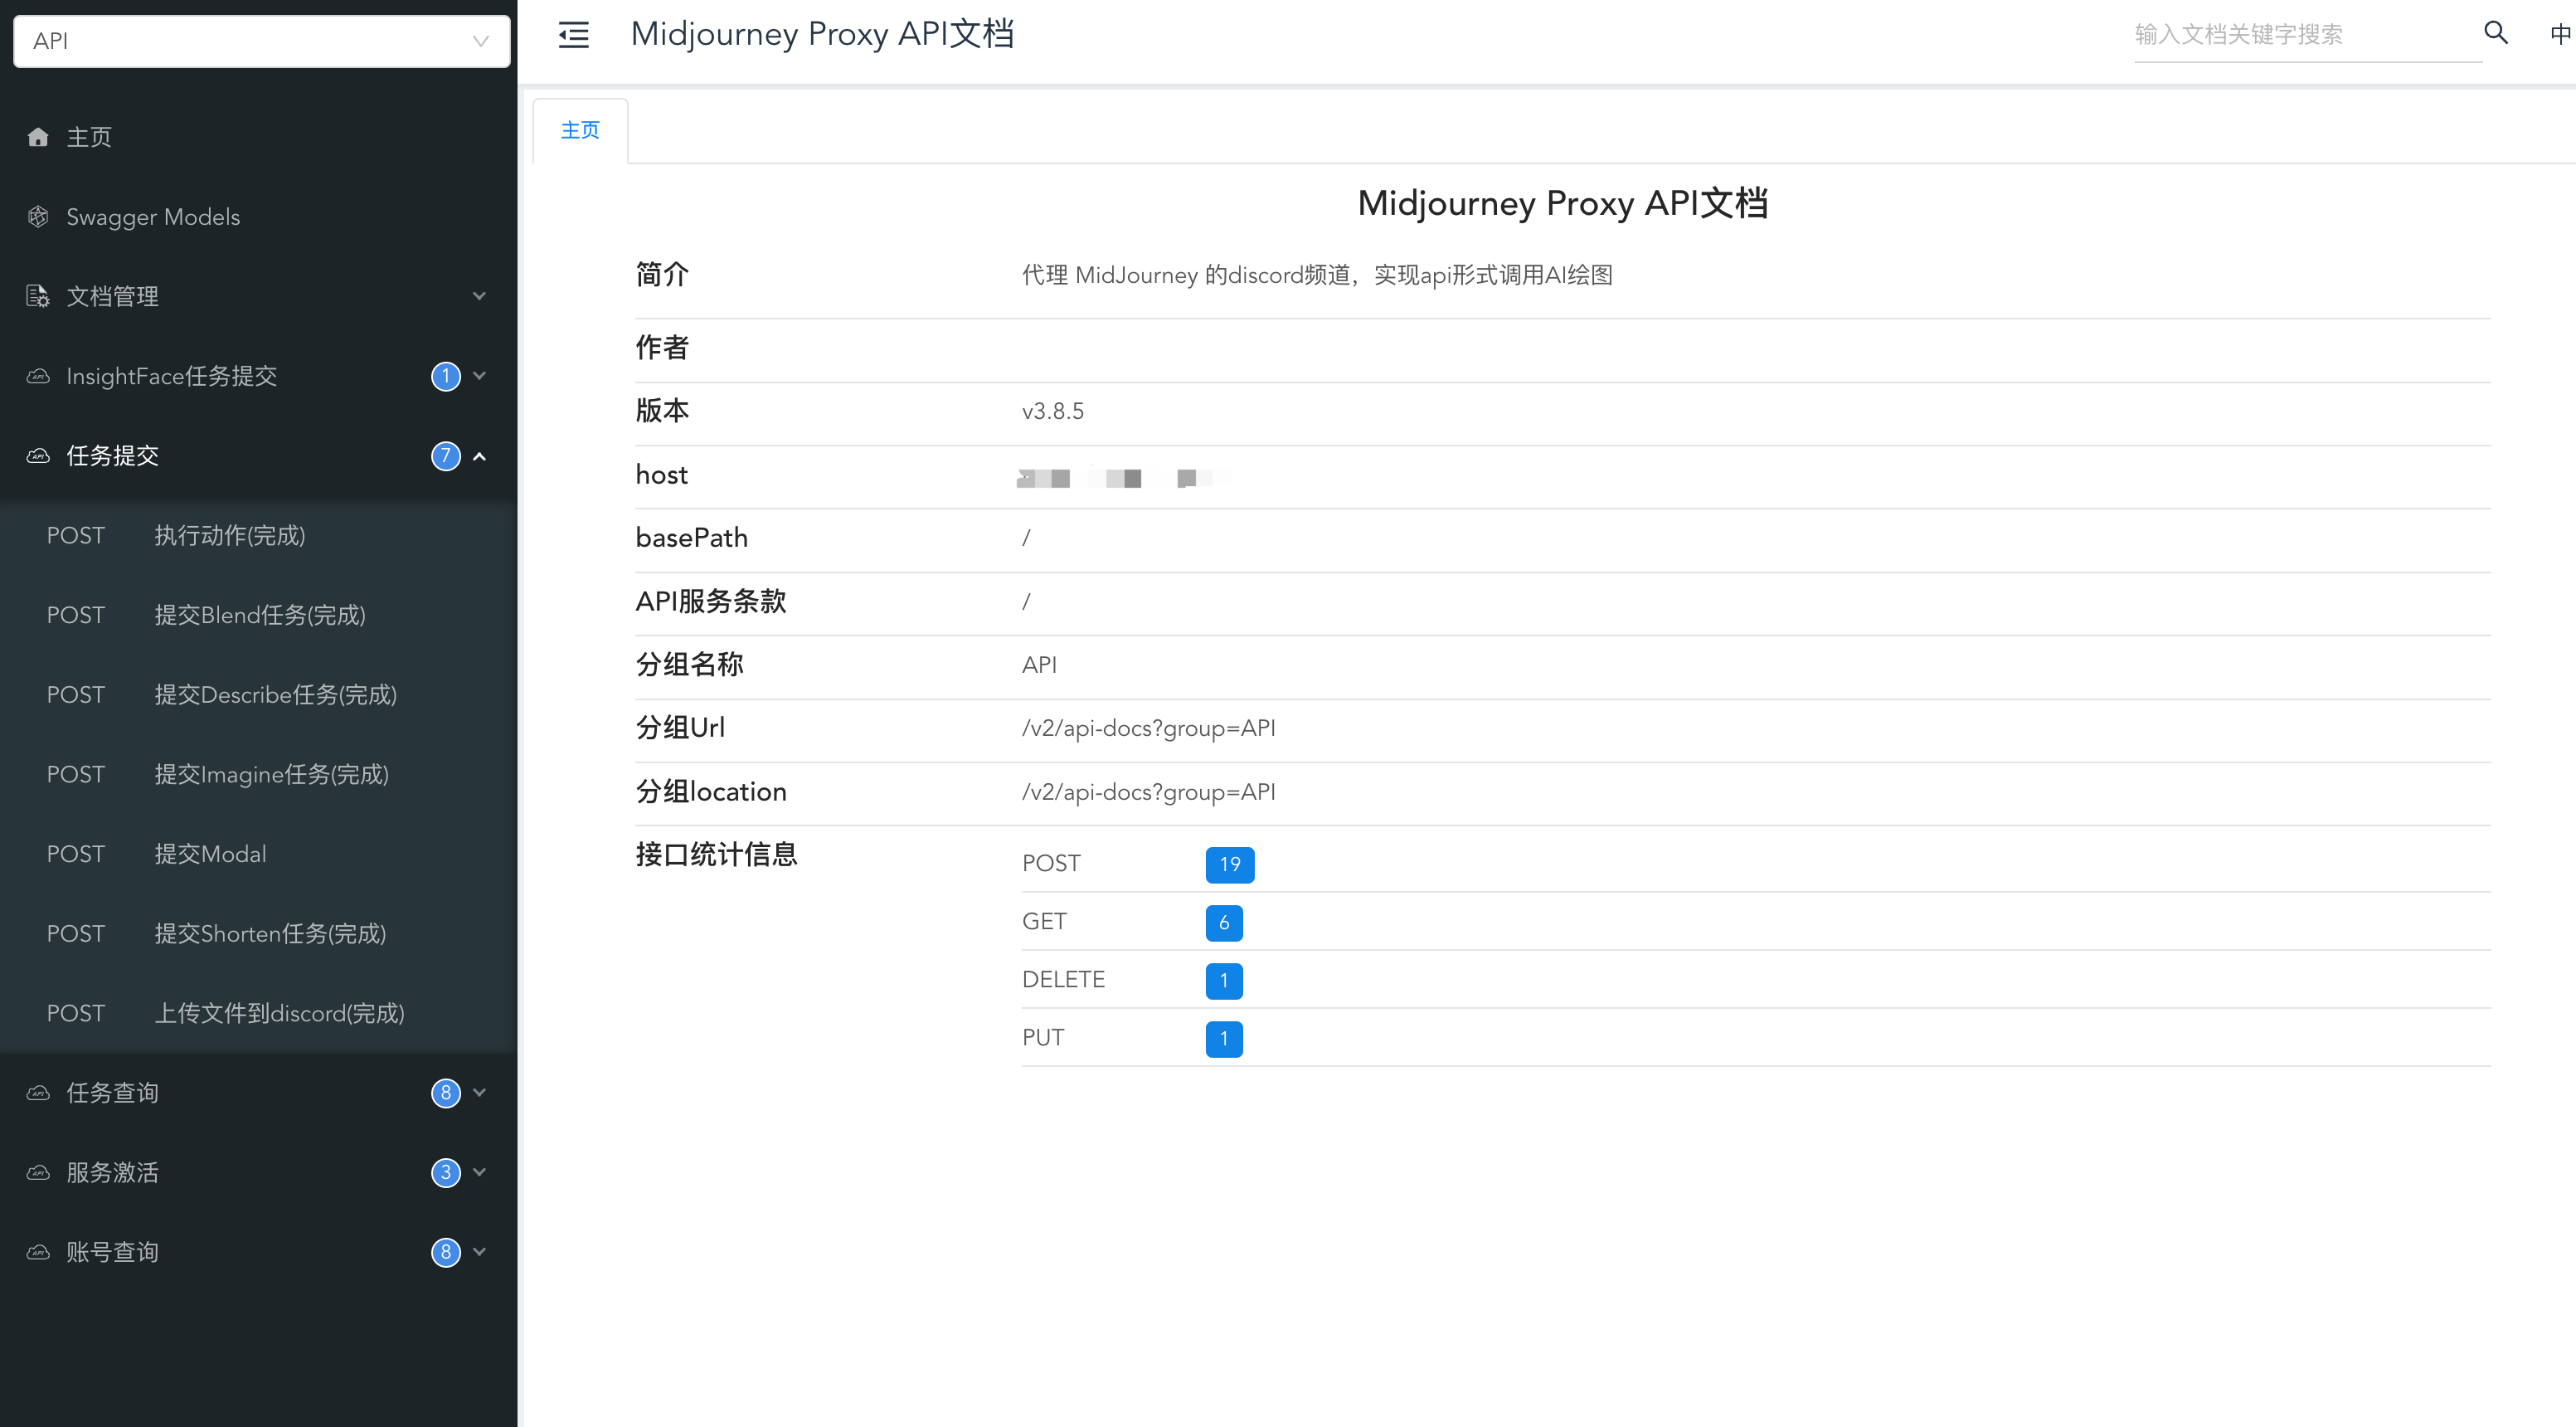 API
主页
Swagger Models
文档管理
InsightFace任务提交 1
任务提交 7
POST 执行动作(完成)
POST 提交Blend任务(完成)
POST 提交Describe任务(完成)
POST 提交Imagine任务(完成)
POST 提交Modal
POST 提交Shorten任务(完成)
POST 上传文件到discord(完成)
任务查询 8
服务激活 3
账号查询 8
Midjourney Proxy API文档
输入文档关键字搜索
中
主页
Midjourney Proxy API文档
简介 代理 MidJourney 的discord频道，实现api形式调用AI绘图
作者
版本 v3.8.5
host
basePath /
API服务条款 /
分组名称 API
分组Url /v2/api-docs?group=API
分组location /v2/api-docs?group=API
接口统计信息
POST 19
GET 6
DELETE 1
PUT 1